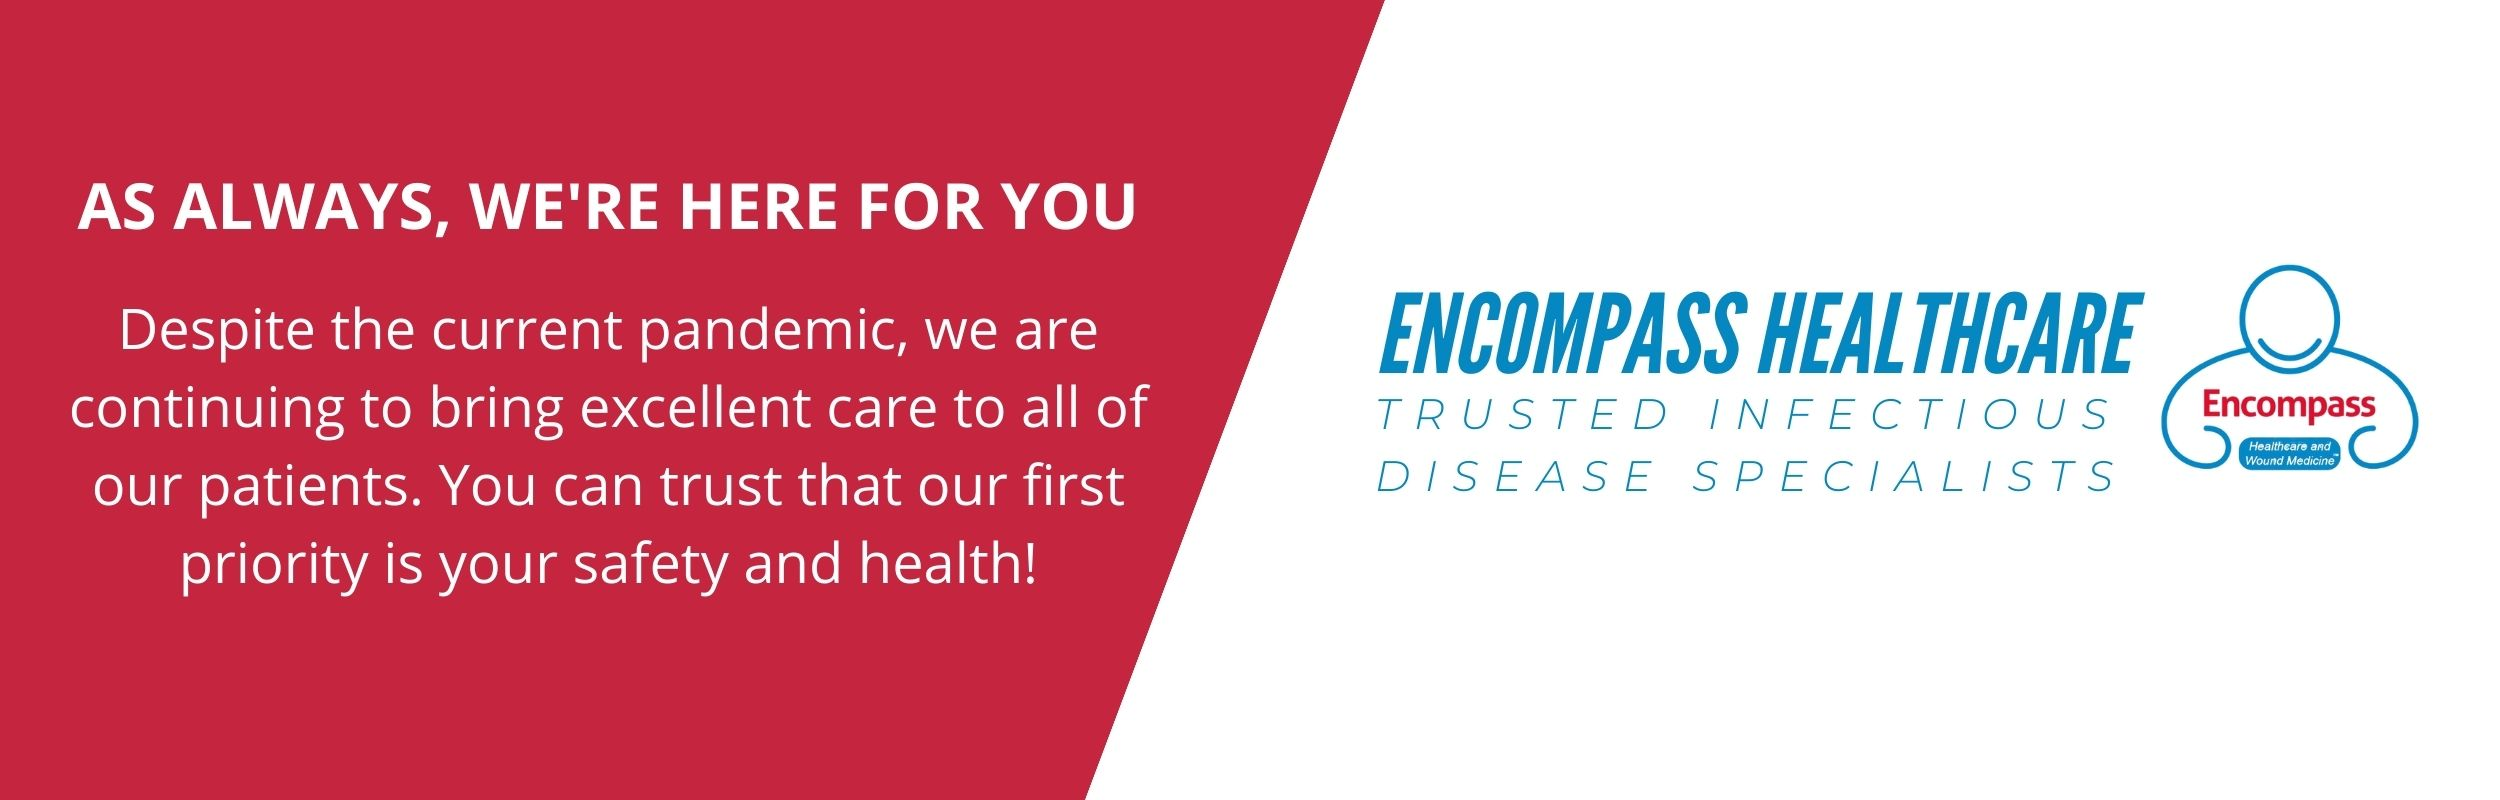 AS ALWAYS, WE'RE HERE FOR YOU
Despite the current pandemic, we are
continuing to bring excellent care to all of
our patients. You can trust that our first
priority is your safety and health!
ENCOMPASS HEALTHCARE
TRUSTED INFECTIOUS
DISEASE SPECIALISTS
Encompass
Healthcare and
Wound Medicine™